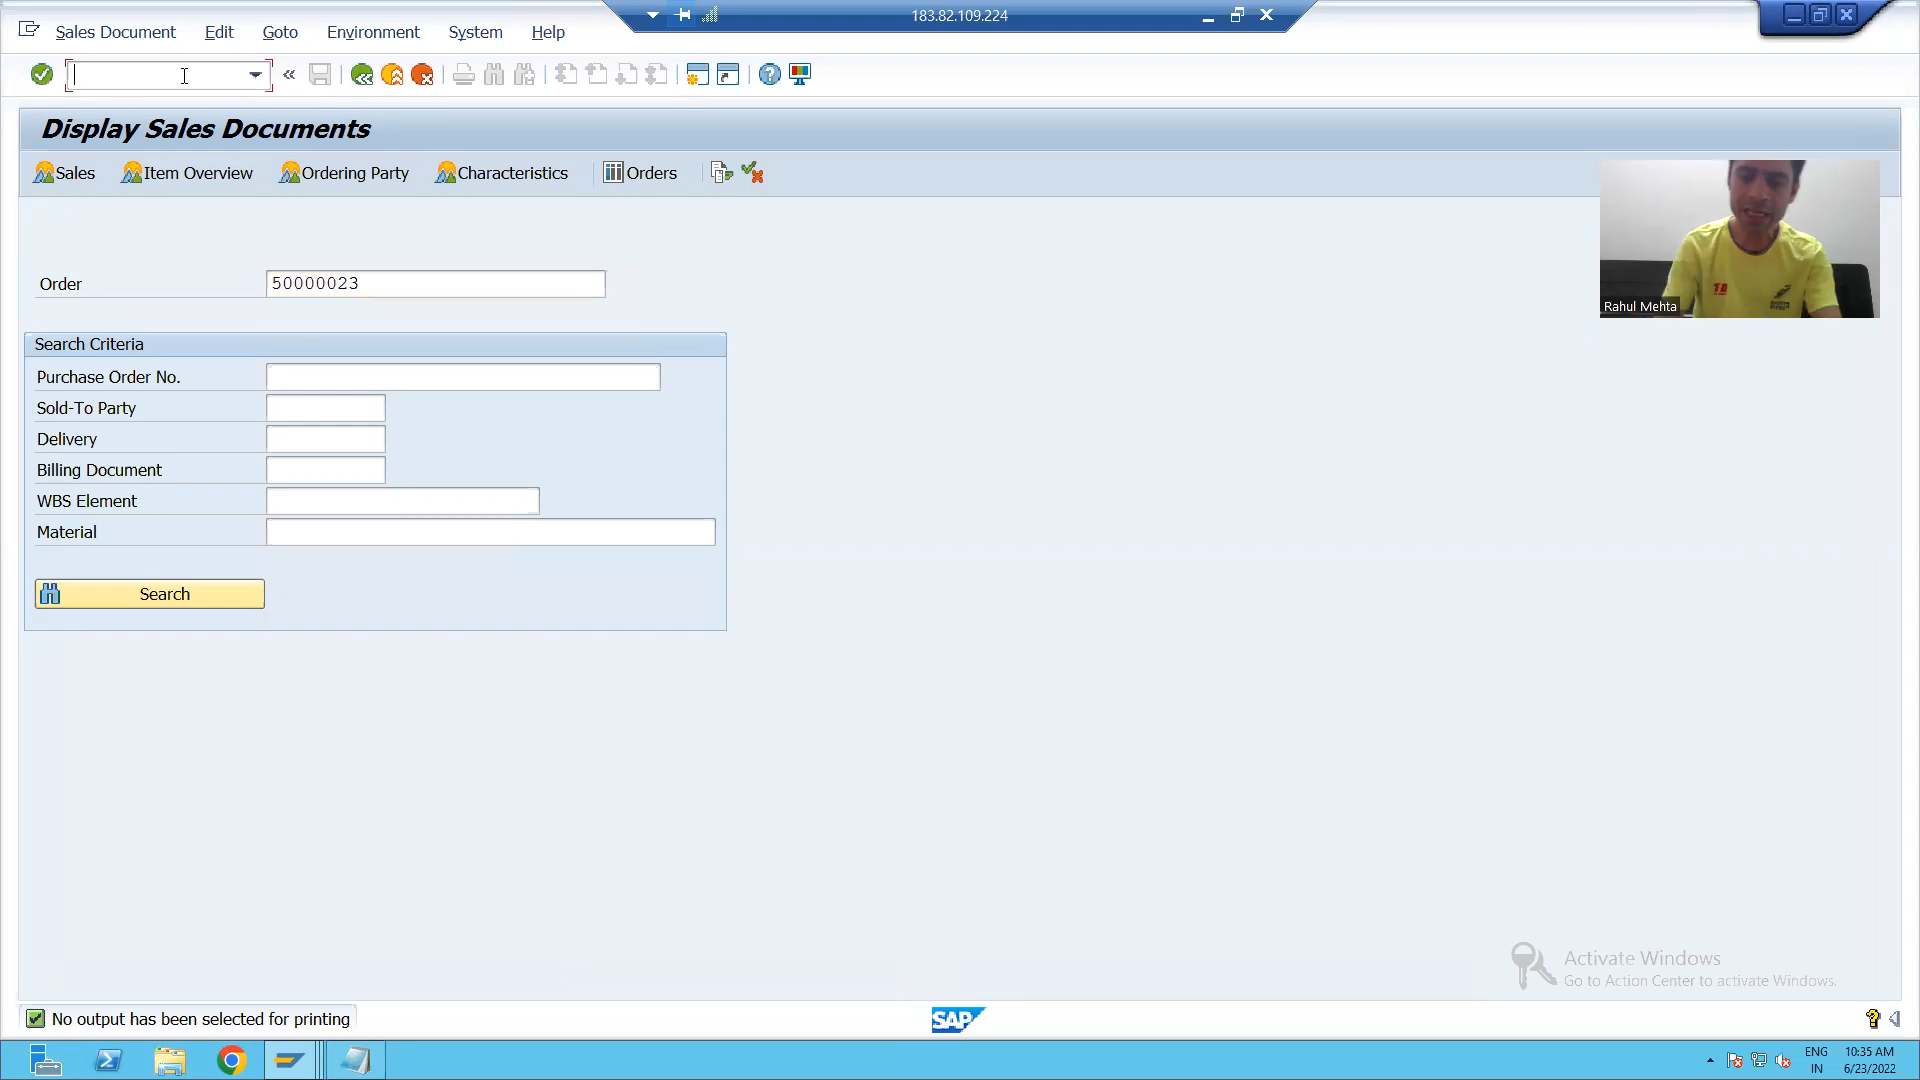 183.82.109.224
Sales Document Edit Goto Environment System Help
Display Sales Documents
Sales Item Overview Ordering Party Characteristics Orders
Order 50000023
Search Criteria
Purchase Order No.
Sold-To Party
Delivery
Billing Document
WBS Element
Material
Search
Rahul Mehta
Activate Windows
Go to Action Center to activate Windows.
No output has been selected for printing
SAP
ENG 10:35 AM
IN 6/23/2022